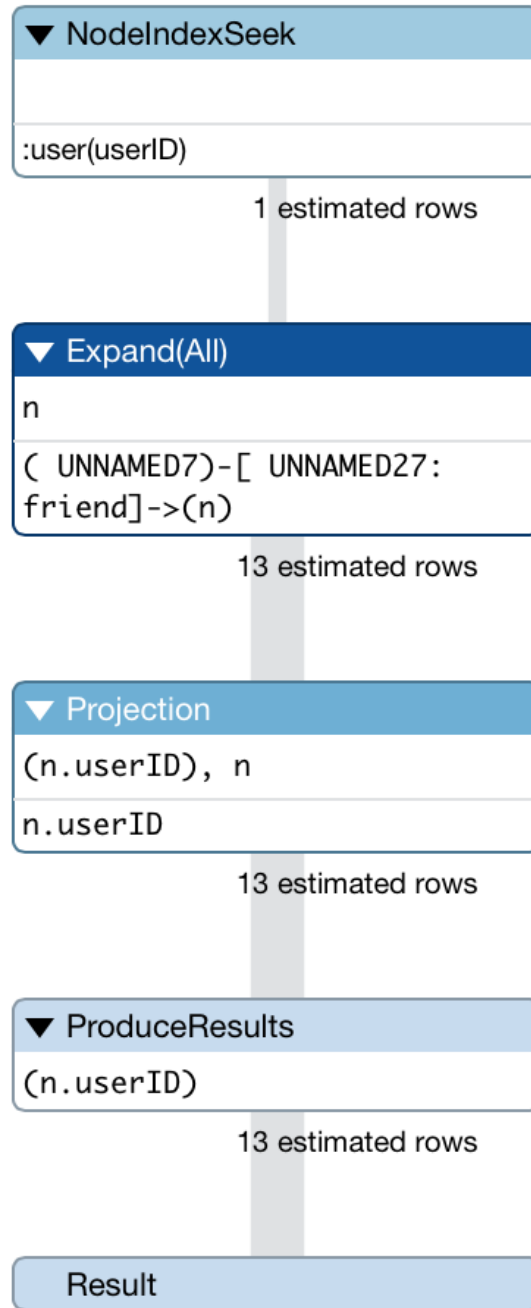 ▼ NodeIndexSeek
:user(userID)
1 estimated rows
▼ Expand(All)
n
( UNNAMED7)-[ UNNAMED27:
friend]->(n)
13 estimated rows
▼ Projection
(n.userID), n
n.userID
13 estimated rows
▼ ProduceResults
(n.userID)
13 estimated rows
Result